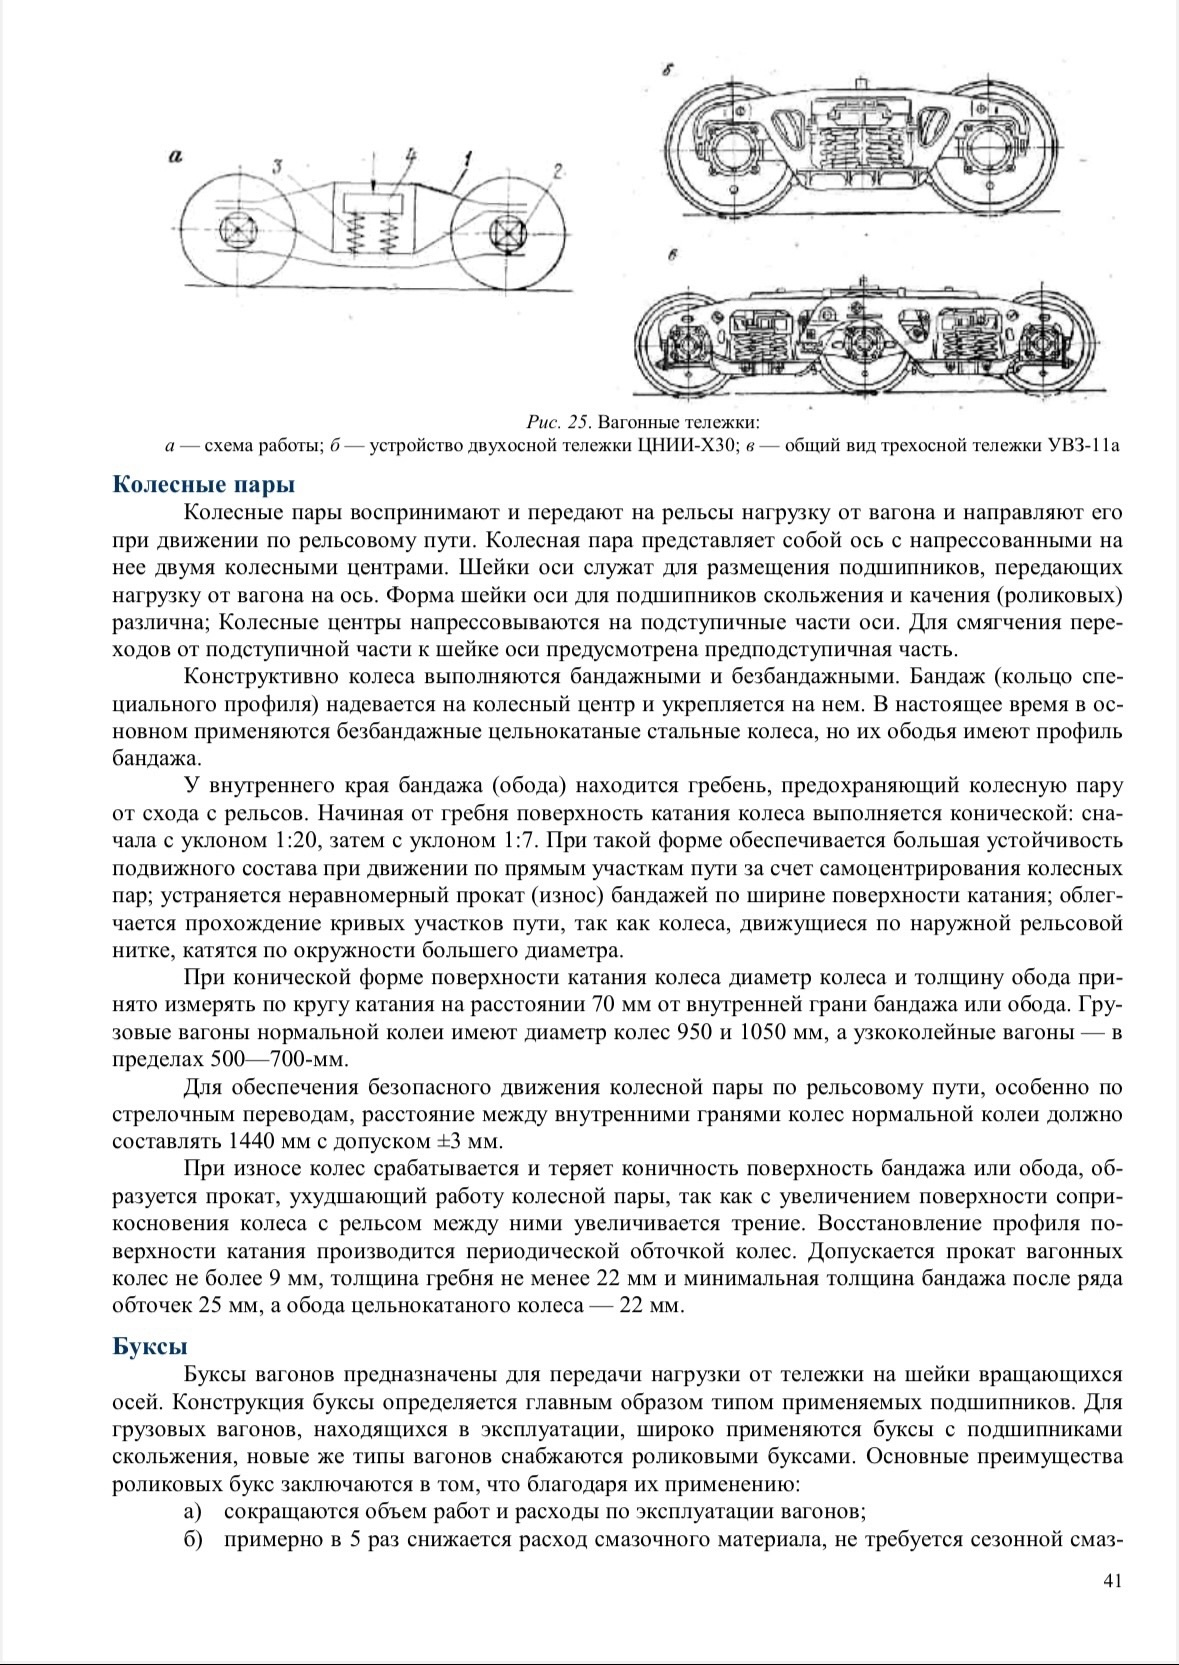 а
3
4
1
2
б
в
Рис. 25. Вагонные тележки:
а — схема работы; б — устройство двухосной тележки ЦНИИ-Х30; в — общий вид трехосной тележки УВЗ-11а
Колесные пары
Колесные пары воспринимают и передают на рельсы нагрузку от вагона и направляют его
при движении по рельсовому пути. Колесная пара представляет собой ось с напрессованными на
нее двумя колесными центрами. Шейки оси служат для размещения подшипников, передающих
нагрузку от вагона на ось. Форма шейки оси для подшипников скольжения и качения (роликовых)
различна; Колесные центры напрессовываются на подступичные части оси. Для смягчения пере-
ходов от подступичной части к шейке оси предусмотрена предподступичная часть.
Конструктивно колеса выполняются бандажными и безбандажными. Бандаж (кольцо спе-
циального профиля) надевается на колесный центр и укрепляется на нем. В настоящее время в ос-
новном применяются безбандажные цельнокатаные стальные колеса, но их ободья имеют профиль
бандажа.
У внутреннего края бандажа (обода) находится гребень, предохраняющий колесную пару
от схода с рельсов. Начиная от гребня поверхность катания колеса выполняется конической: сна-
чала с уклоном 1:20, затем с уклоном 1:7. При такой форме обеспечивается большая устойчивость
подвижного состава при движении по прямым участкам пути за счет самоцентрирования колесных
пар; устраняется неравномерный прокат (износ) бандажей по ширине поверхности катания; облег-
чается прохождение кривых участков пути, так как колеса, движущиеся по наружной рельсовой
нитке, катятся по окружности большего диаметра.
При конической форме поверхности катания колеса диаметр колеса и толщину обода при-
нято измерять по кругу катания на расстоянии 70 мм от внутренней грани бандажа или обода. Гру-
зовые вагоны нормальной колеи имеют диаметр колес 950 и 1050 мм, а узкоколейные вагоны — в
пределах 500—700-мм.
Для обеспечения безопасного движения колесной пары по рельсовому пути, особенно по
стрелочным переводам, расстояние между внутренними гранями колес нормальной колеи должно
составлять 1440 мм с допуском ±3 мм.
При износе колес срабатывается и теряет коничность поверхность бандажа или обода, об-
разуется прокат, ухудшающий работу колесной пары, так как с увеличением поверхности сопри-
косновения колеса с рельсом между ними увеличивается трение. Восстановление профиля по-
верхности катания производится периодической обточкой колес. Допускается прокат вагонных
колес не более 9 мм, толщина гребня не менее 22 мм и минимальная толщина бандажа после ряда
обточек 25 мм, а обода цельнокатаного колеса — 22 мм.
Буксы
Буксы вагонов предназначены для передачи нагрузки от тележки на шейки вращающихся
осей. Конструкция буксы определяется главным образом типом применяемых подшипников. Для
грузовых вагонов, находящихся в эксплуатации, широко применяются буксы с подшипниками
скольжения, новые же типы вагонов снабжаются роликовыми буксами. Основные преимущества
роликовых букс заключаются в том, что благодаря их применению:
а) сокращаются объем работ и расходы по эксплуатации вагонов;
б) примерно в 5 раз снижается расход смазочного материала, не требуется сезонной смаз-
41